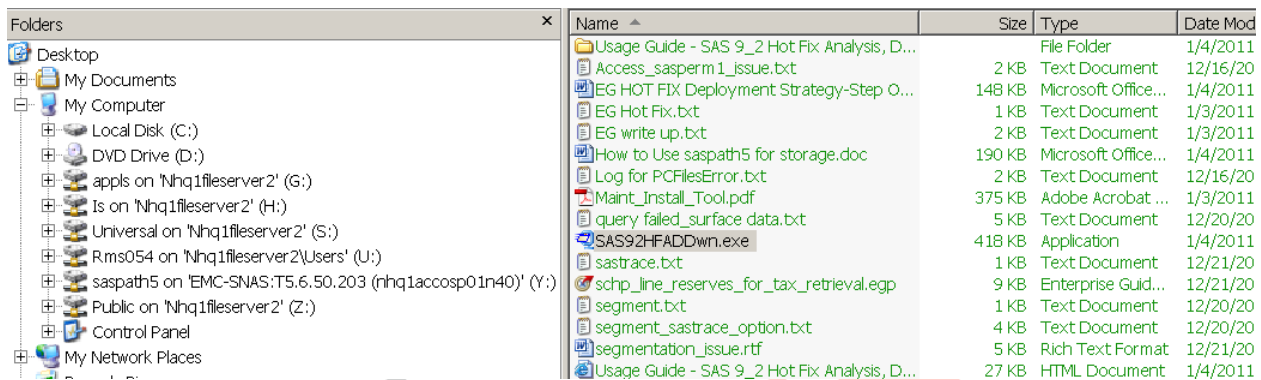 Folders
Desktop
My Documents
My Computer
Local Disk (C:)
DVD Drive (D:)
appls on 'Nhq1fileserver2' (G:)
Is on 'Nhq1fileserver2' (H:)
Universal on 'Nhq1fileserver2' (S:)
Rms054 on 'Nhq1fileserver2\Users' (U:)
saspath5 on 'EMC-SNAS:T5.6.50.203 (nhq1accosp01n40)' (Y:)
Public on 'Nhq1fileserver2' (Z:)
Control Panel
My Network Places
Name Size Type Date Mod
Usage Guide - SAS 9_2 Hot Fix Analysis, D... File Folder 1/4/2011
Access_sasperm1_issue.txt 2 KB Text Document 12/16/20
EG HOT FIX Deployment Strategy-Step O... 148 KB Microsoft Office... 1/4/2011
EG Hot Fix.txt 1 KB Text Document 1/3/2011
EG write up.txt 2 KB Text Document 1/3/2011
How to Use saspath5 for storage.doc 190 KB Microsoft Office... 1/4/2011
Log for PCFilesError.txt 2 KB Text Document 12/16/20
Maint_Install_Tool.pdf 375 KB Adobe Acrobat ... 1/3/2011
query failed_surface data.txt 5 KB Text Document 12/20/20
SAS92HFADDwn.exe 418 KB Application 1/4/2011
sastrace.txt 1 KB Text Document 12/21/20
schp_line_reserves_for_tax_retrieval.egp 9 KB Enterprise Guid... 12/21/20
segment.txt 1 KB Text Document 12/20/20
segment_sastrace_option.txt 4 KB Text Document 12/20/20
segmentation_issue.rtf 5 KB Rich Text Format 12/21/20
Usage Guide - SAS 9_2 Hot Fix Analysis, D... 27 KB HTML Document 1/4/2011